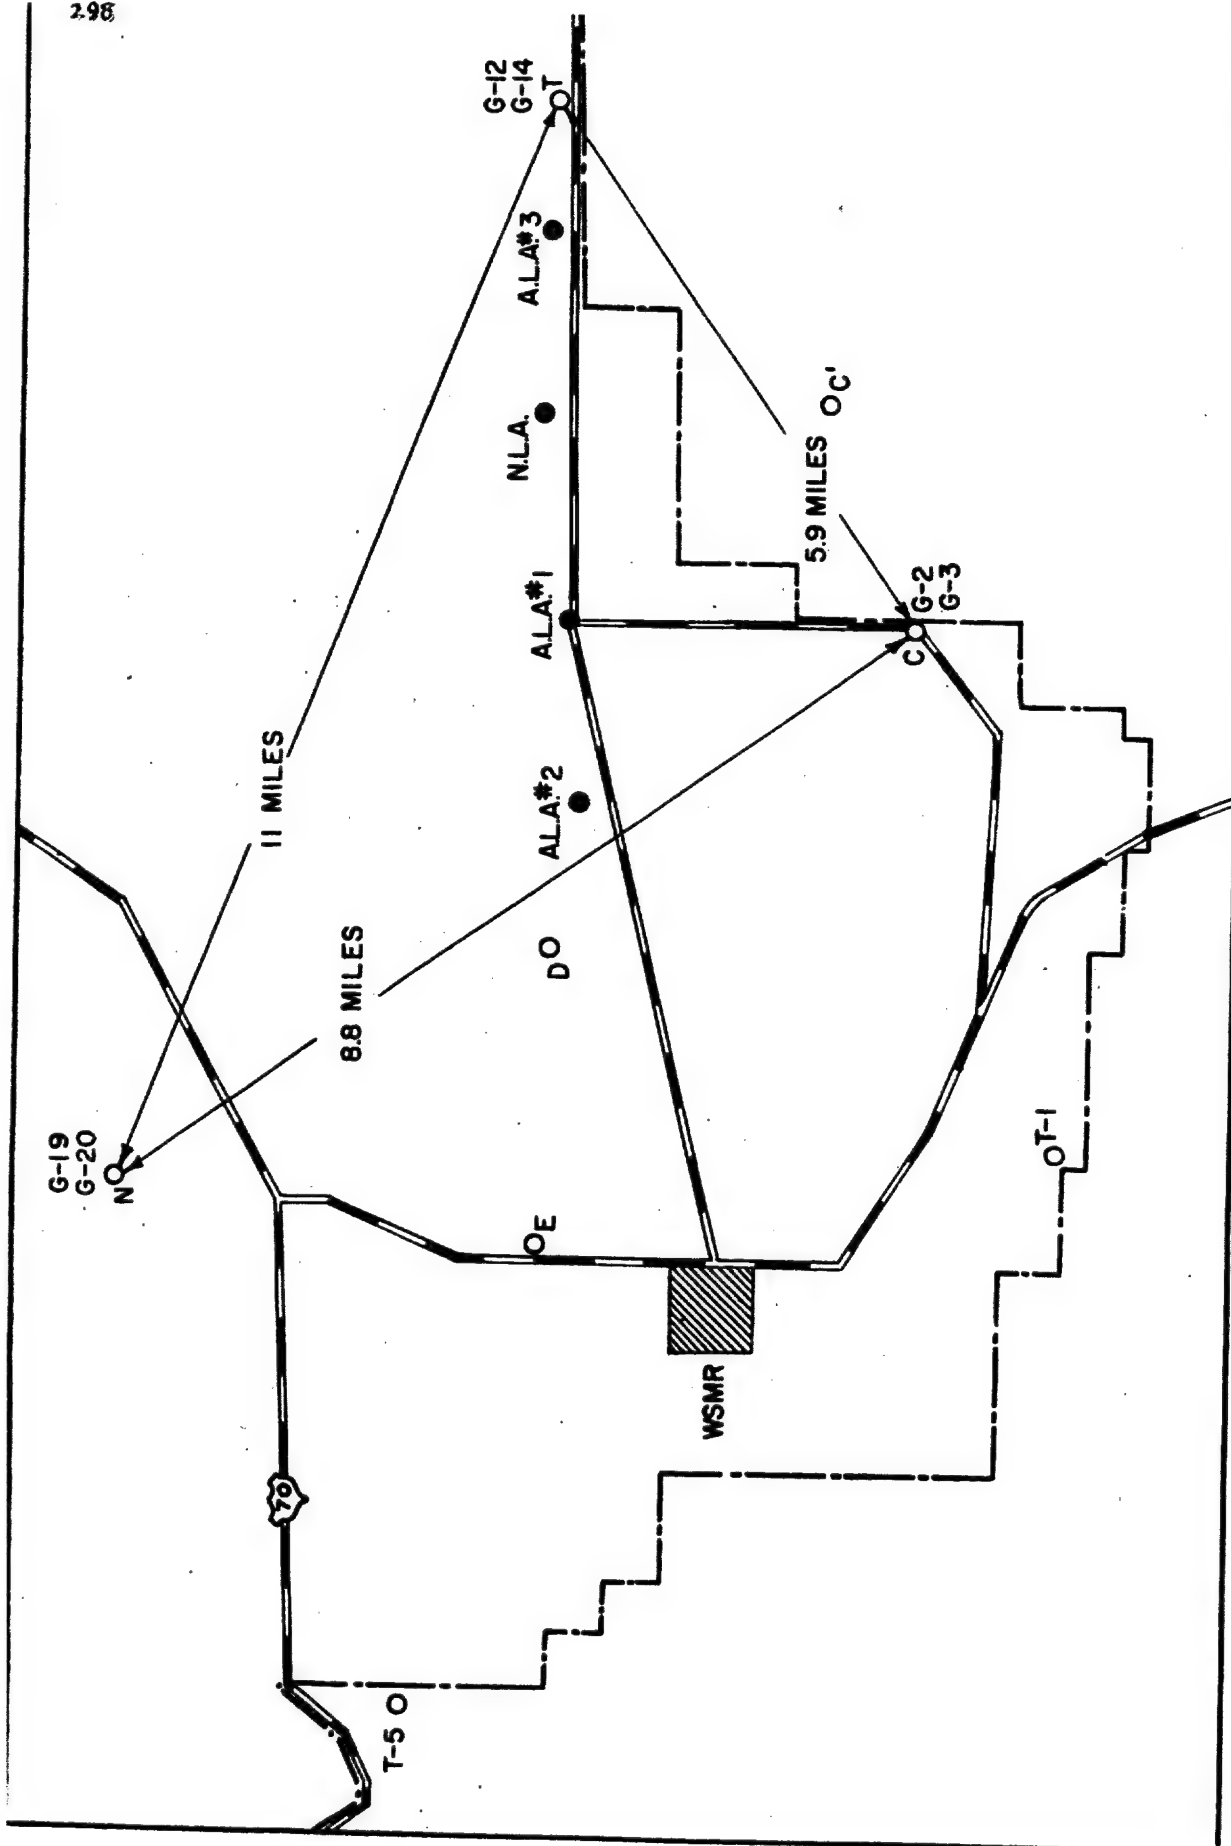 298
G-19
G-20
N
11 MILES
8.8 MILES
G-12
G-14
T
A.L.A.#3
N.L.A.
A.L.A.#1
A.L.A.#2
D
E
5.9 MILES
C'
G-2
G-3
C
70
T-5
WSMR
T-1